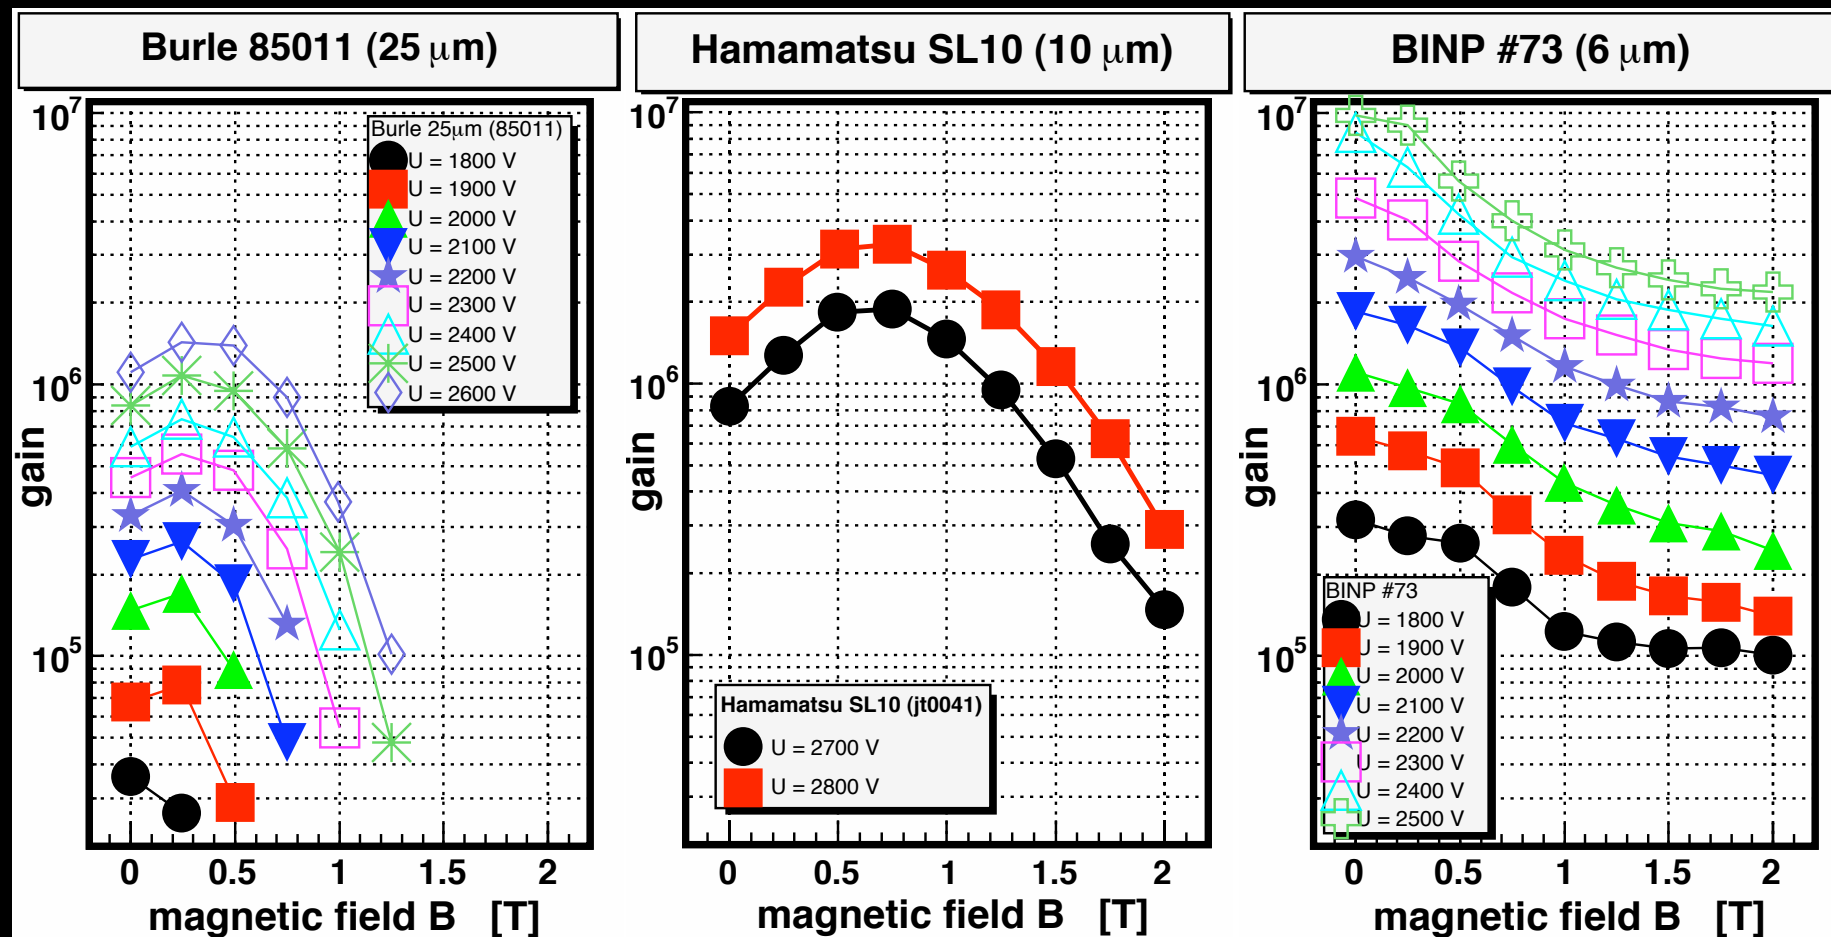 Burle 85011 (25 μm)
10⁷
10⁶
10⁵
gain
Burle 25μm (85011)
U = 1800 V
U = 1900 V
U = 2000 V
U = 2100 V
U = 2200 V
U = 2300 V
U = 2400 V
U = 2500 V
U = 2600 V
0 0.5 1 1.5 2
magnetic field B [T]
Hamamatsu SL10 (10 μm)
10⁷
10⁶
10⁵
gain
Hamamatsu SL10 (jt0041)
U = 2700 V
U = 2800 V
0 0.5 1 1.5 2
magnetic field B [T]
BINP #73 (6 μm)
10⁷
10⁶
10⁵
gain
BINP #73
U = 1800 V
U = 1900 V
U = 2000 V
U = 2100 V
U = 2200 V
U = 2300 V
U = 2400 V
U = 2500 V
0 0.5 1 1.5 2
magnetic field B [T]